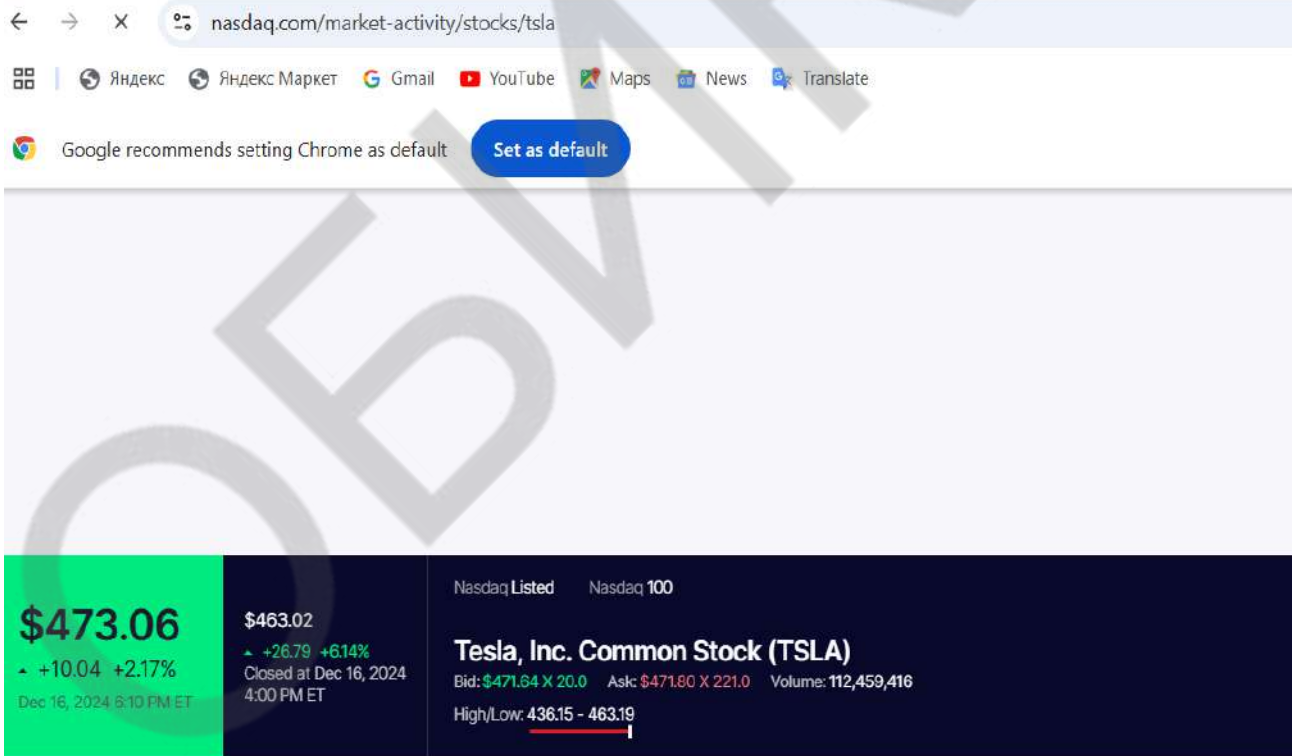 nasdaq.com/market-activity/stocks/tsla
Яндекс Яндекс Маркет Gmail YouTube Maps News Translate
Google recommends setting Chrome as default Set as default
$473.06
+10.04 +2.17%
Dec 16, 2024 6:10 PM ET
$463.02
+26.79 +6.14%
Closed at Dec 16, 2024
4:00 PM ET
Nasdaq Listed Nasdaq 100
Tesla, Inc. Common Stock (TSLA)
Bid: $471.64 X 20.0 Ask: $471.80 X 221.0 Volume: 112,459,416
High/Low: 436.15 - 463.19